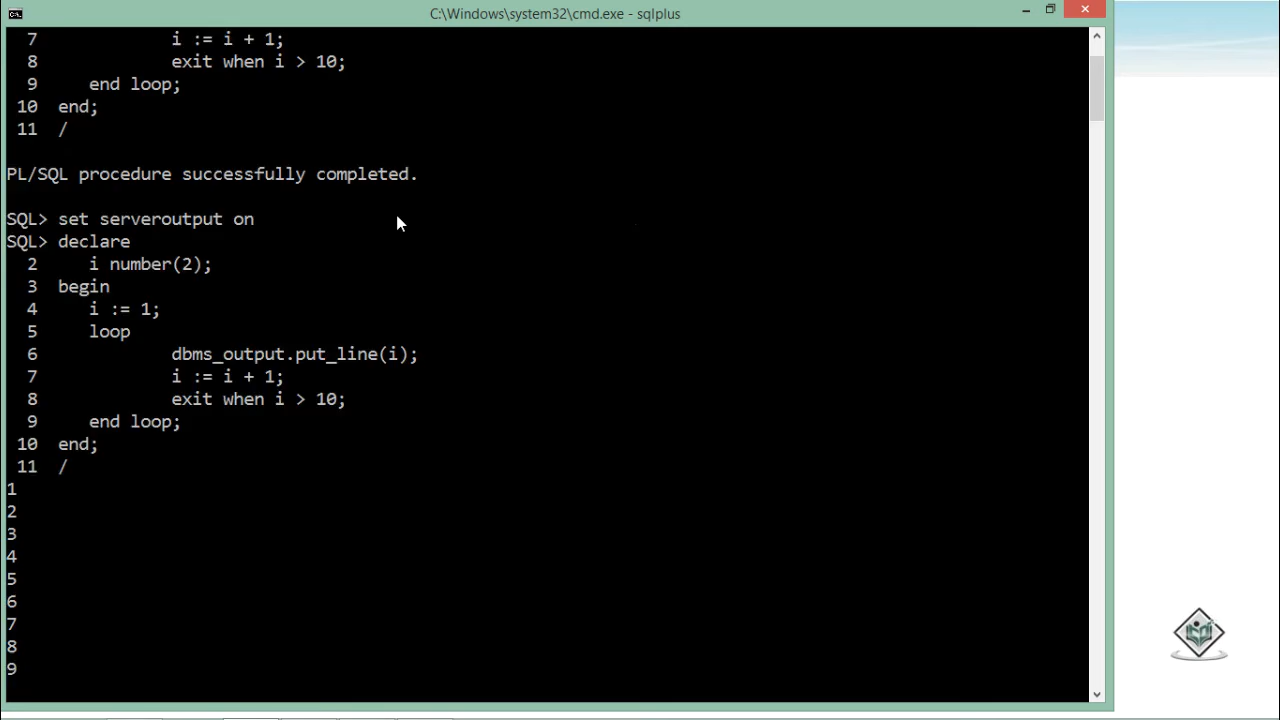 C:\Windows\system32\cmd.exe - sqlplus
7 i := i + 1;
8 exit when i > 10;
9 end loop;
10 end;
11 /
PL/SQL procedure successfully completed.
SQL> set serveroutput on
SQL> declare
2 i number(2);
3 begin
4 i := 1;
5 loop
6 dbms_output.put_line(i);
7 i := i + 1;
8 exit when i > 10;
9 end loop;
10 end;
11 /
1
2
3
4
5
6
7
8
9